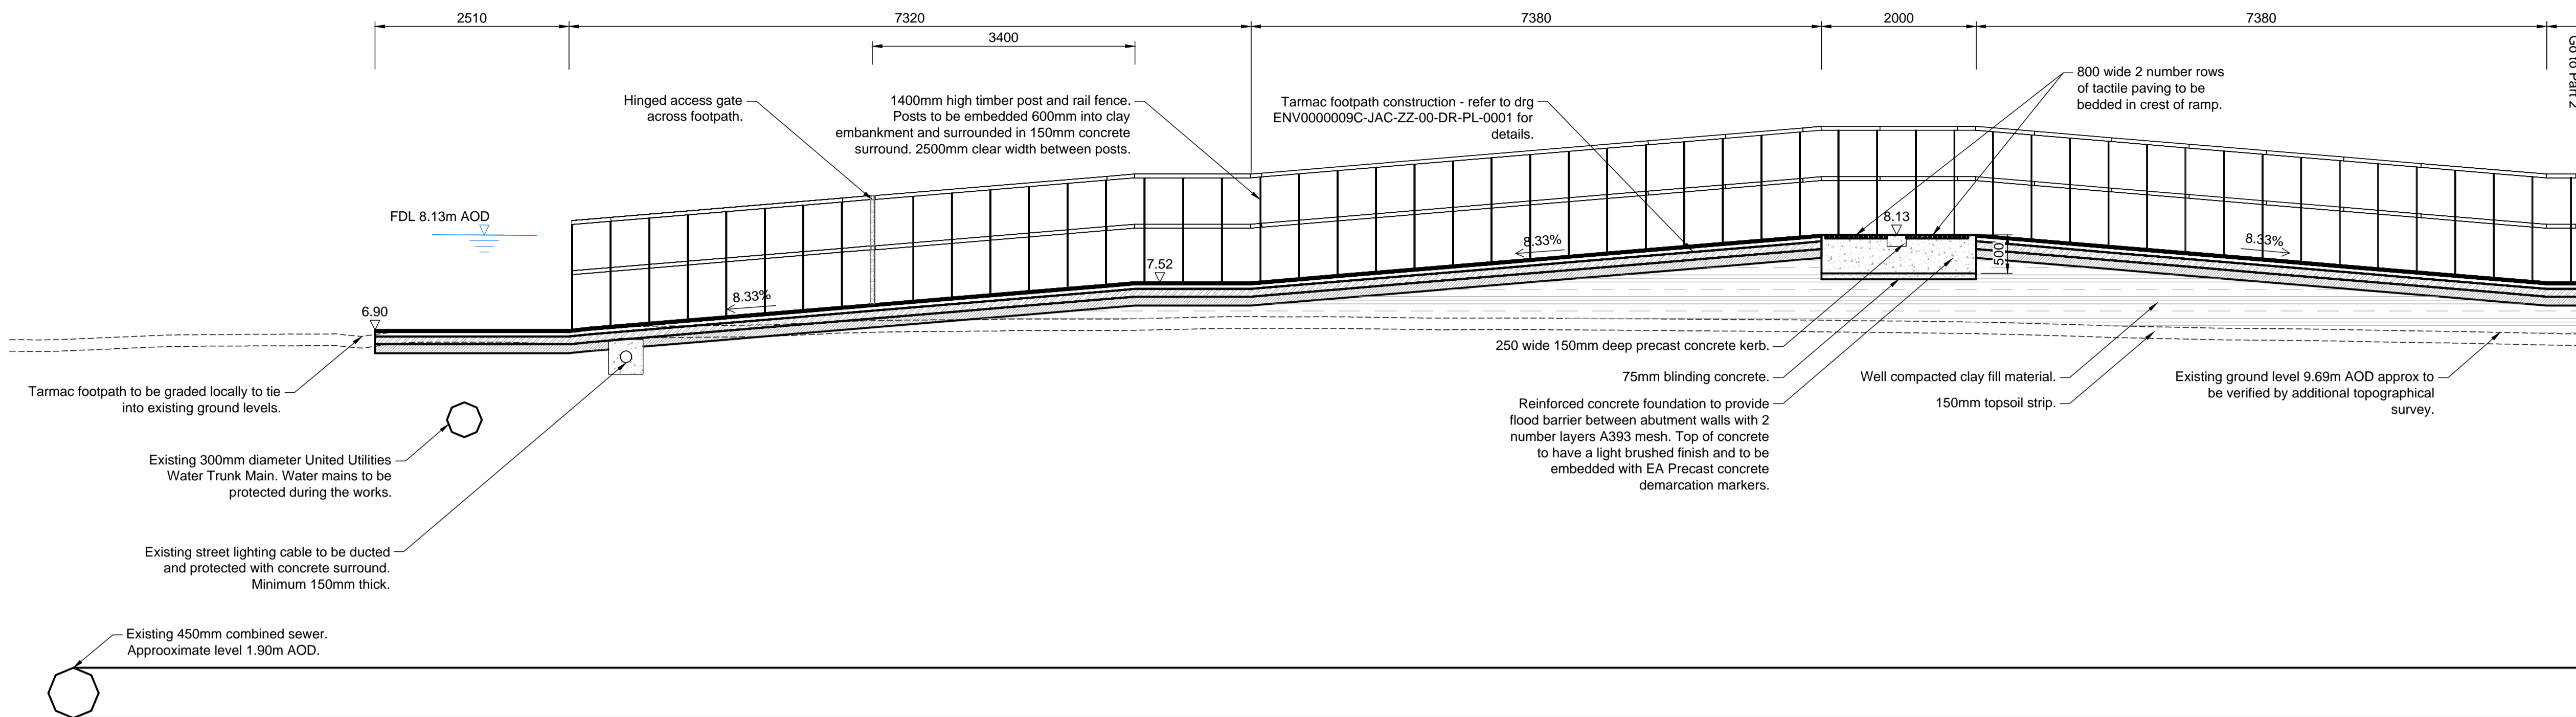 2510
7320
7380
2000
7380
3400
Go to Part 2
800 wide 2 number rows
of tactile paving to be
bedded in crest of ramp.
Hinged access gate
across footpath.
1400mm high timber post and rail fence.
Posts to be embedded 600mm into clay
embankment and surrounded in 150mm concrete
surround. 2500mm clear width between posts.
Tarmac footpath construction - refer to drg
ENV0000009C-JAC-ZZ-00-DR-PL-0001 for
details.
FDL 8.13m AOD
8.13
8.33%
8.33%
500
7.52
8.33%
6.90
250 wide 150mm deep precast concrete kerb.
75mm blinding concrete.
Well compacted clay fill material.
150mm topsoil strip.
Existing ground level 9.69m AOD approx to
be verified by additional topographical
survey.
Tarmac footpath to be graded locally to tie
into existing ground levels.
Reinforced concrete foundation to provide
flood barrier between abutment walls with 2
number layers A393 mesh. Top of concrete
to have a light brushed finish and to be
embedded with EA Precast concrete
demarcation markers.
Existing 300mm diameter United Utilities
Water Trunk Main. Water mains to be
protected during the works.
Existing street lighting cable to be ducted
and protected with concrete surround.
Minimum 150mm thick.
Existing 450mm combined sewer.
Approoximate level 1.90m AOD.